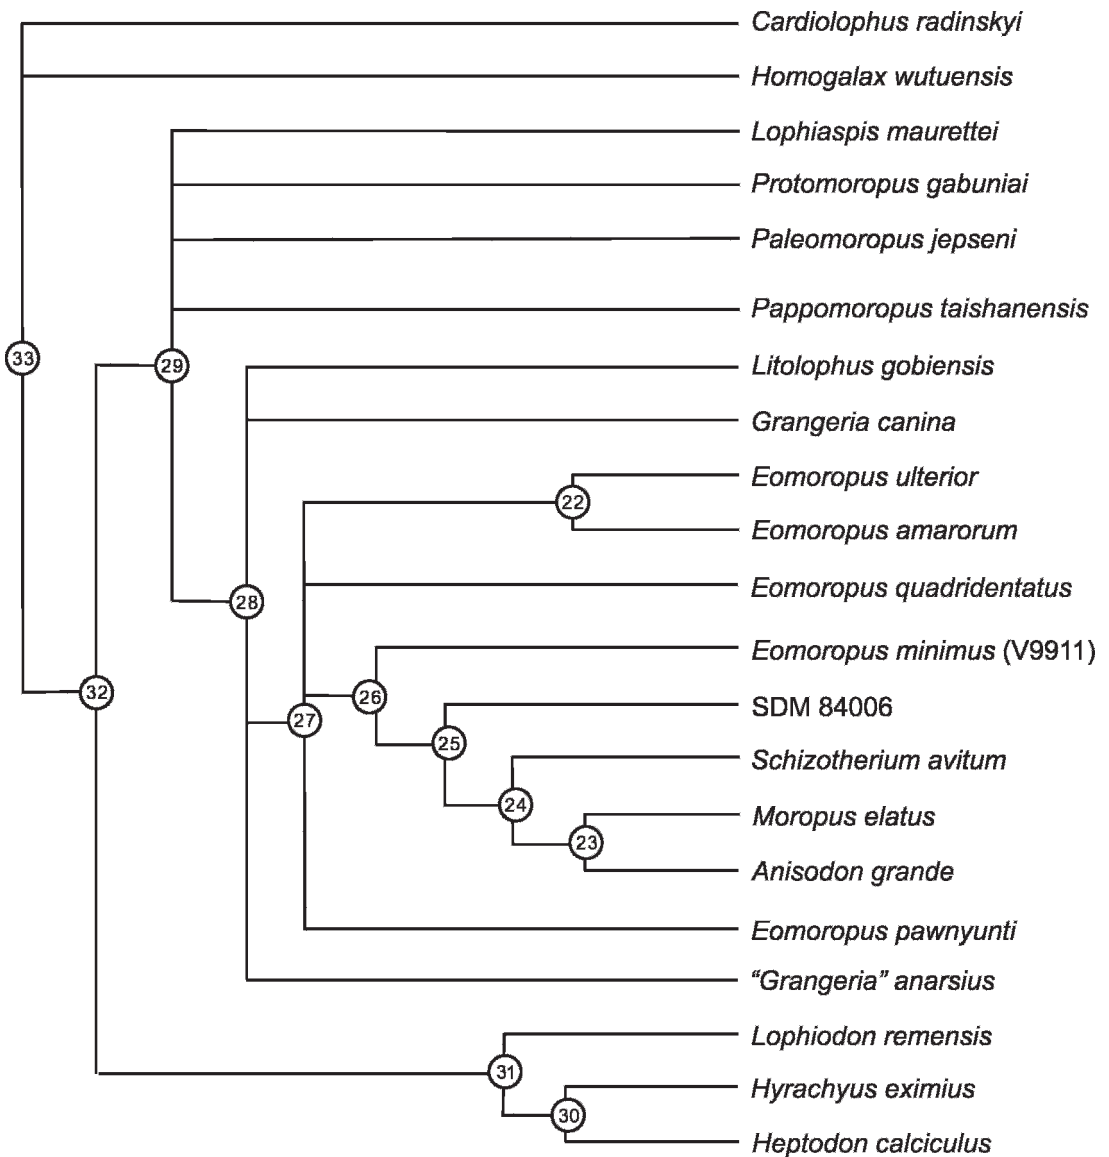 Cardiolophus radinskyi
Homogalax wutuensis
Lophiaspis maurettei
Protomoropus gabuniai
Paleomoropus jepseni
Pappomoropus taishanensis
33
29
Litolophus gobiensis
Grangeria canina
Eomoropus ulterior
22
Eomoropus amarorum
Eomoropus quadridentatus
28
Eomoropus minimus (V9911)
32
26
SDM 84006
27
25
Schizotherium avitum
24
Moropus elatus
23
Anisodon grande
Eomoropus pawnyunti
“Grangeria” anarsius
Lophiodon remensis
31
Hyrachyus eximius
30
Heptodon calciculus